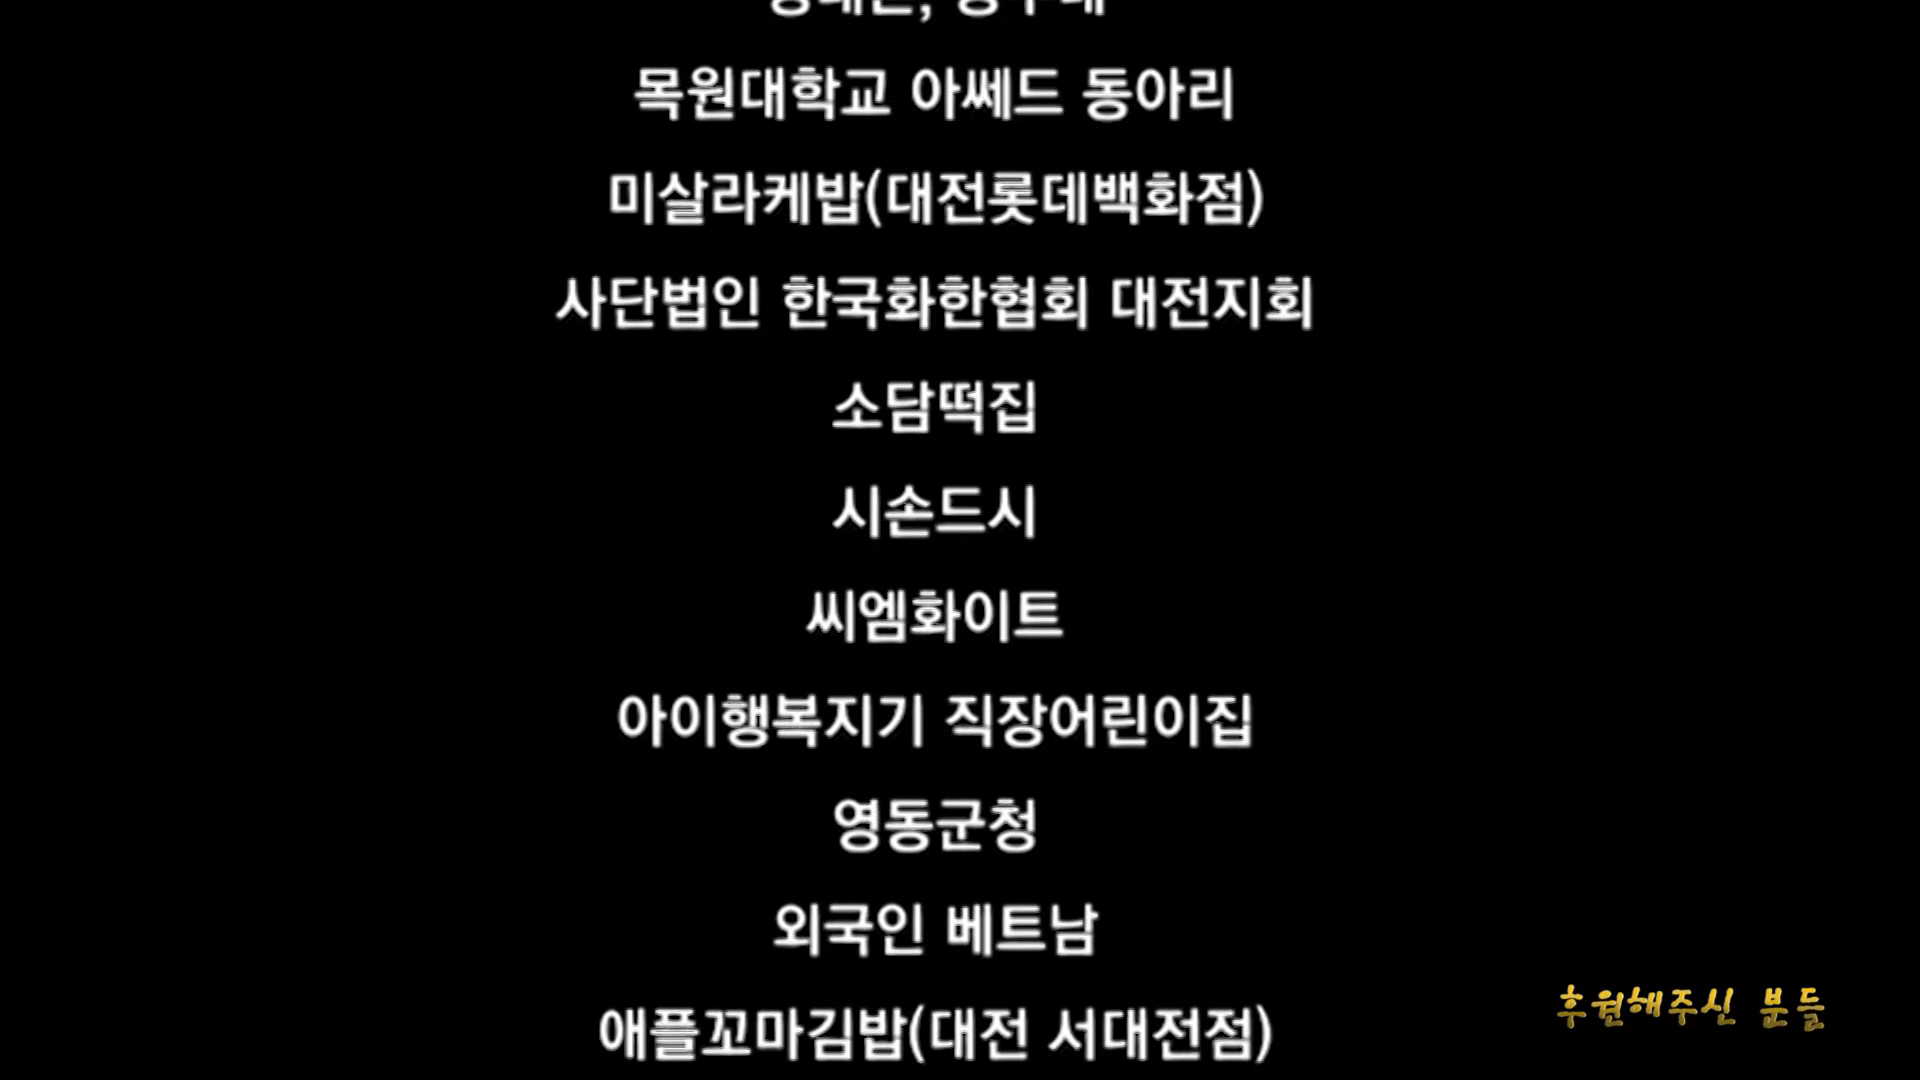 목원대학교 아쎄드 동아리
미살라케밥(대전롯데백화점)
사단법인 한국화한협회 대전지회
소담떡집
시손드시
씨엠화이트
아이행복지기 직장어린이집
영동군청
외국인 베트남
애플꼬마김밥(대전 서대전점)
후원해주신 분들